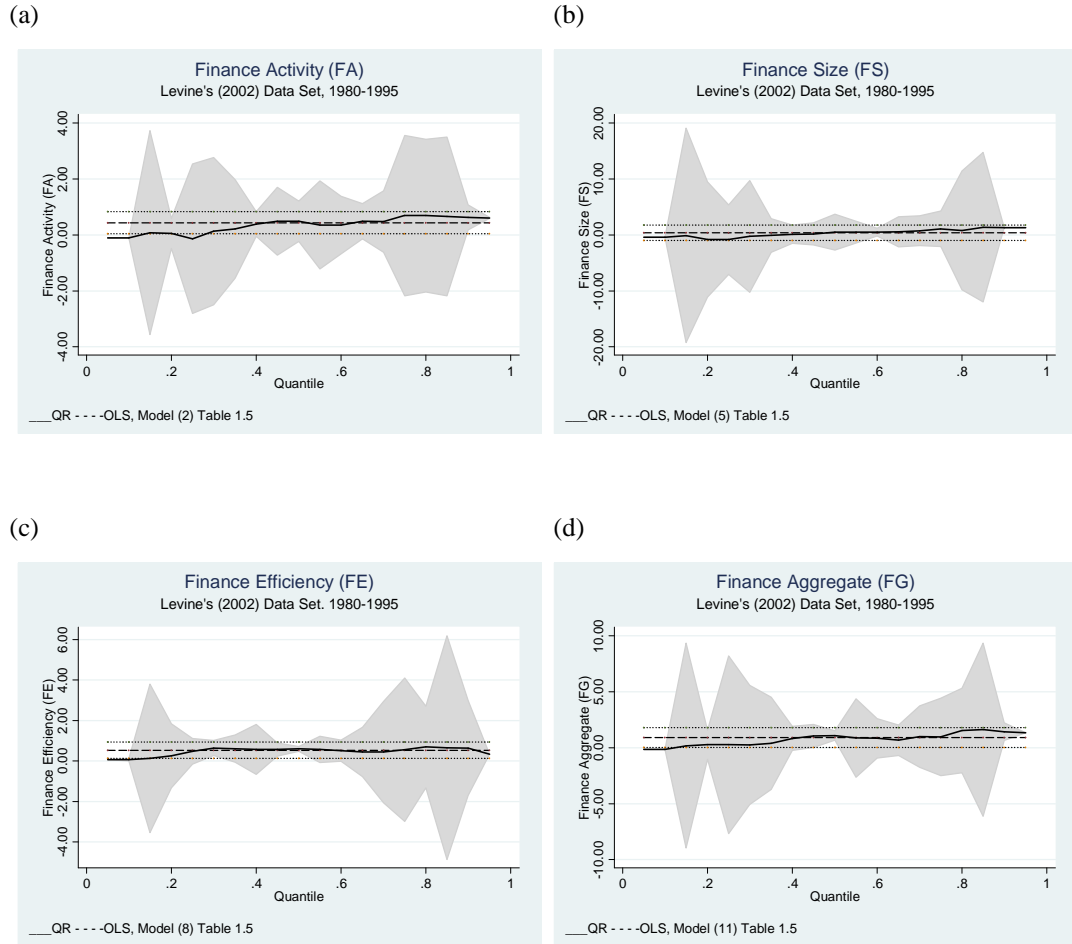 (a)
Finance Activity (FA)
Levine's (2002) Data Set, 1980-1995
Finance Activity (FA)
4.00
2.00
0.00
-2.00
-4.00
0 .2 .4 .6 .8 1
Quantile
___QR - - - -OLS, Model (2) Table 1.5
(b)
Finance Size (FS)
Levine's (2002) Data Set, 1980-1995
Finance Size (FS)
20.00
10.00
0.00
-10.00
-20.00
0 .2 .4 .6 .8 1
Quantile
___QR - - - -OLS, Model (5) Table 1.5
(c)
Finance Efficiency (FE)
Levine's (2002) Data Set. 1980-1995
Finance Efficiency (FE)
6.00
4.00
2.00
0.00
-2.00
-4.00
0 .2 .4 .6 .8 1
Quantile
___QR - - - -OLS, Model (8) Table 1.5
(d)
Finance Aggregate (FG)
Levine's (2002) Data Set, 1980-1995
Finance Aggregate (FG)
10.00
5.00
0.00
-5.00
-10.00
0 .2 .4 .6 .8 1
Quantile
___QR - - - -OLS, Model (11) Table 1.5